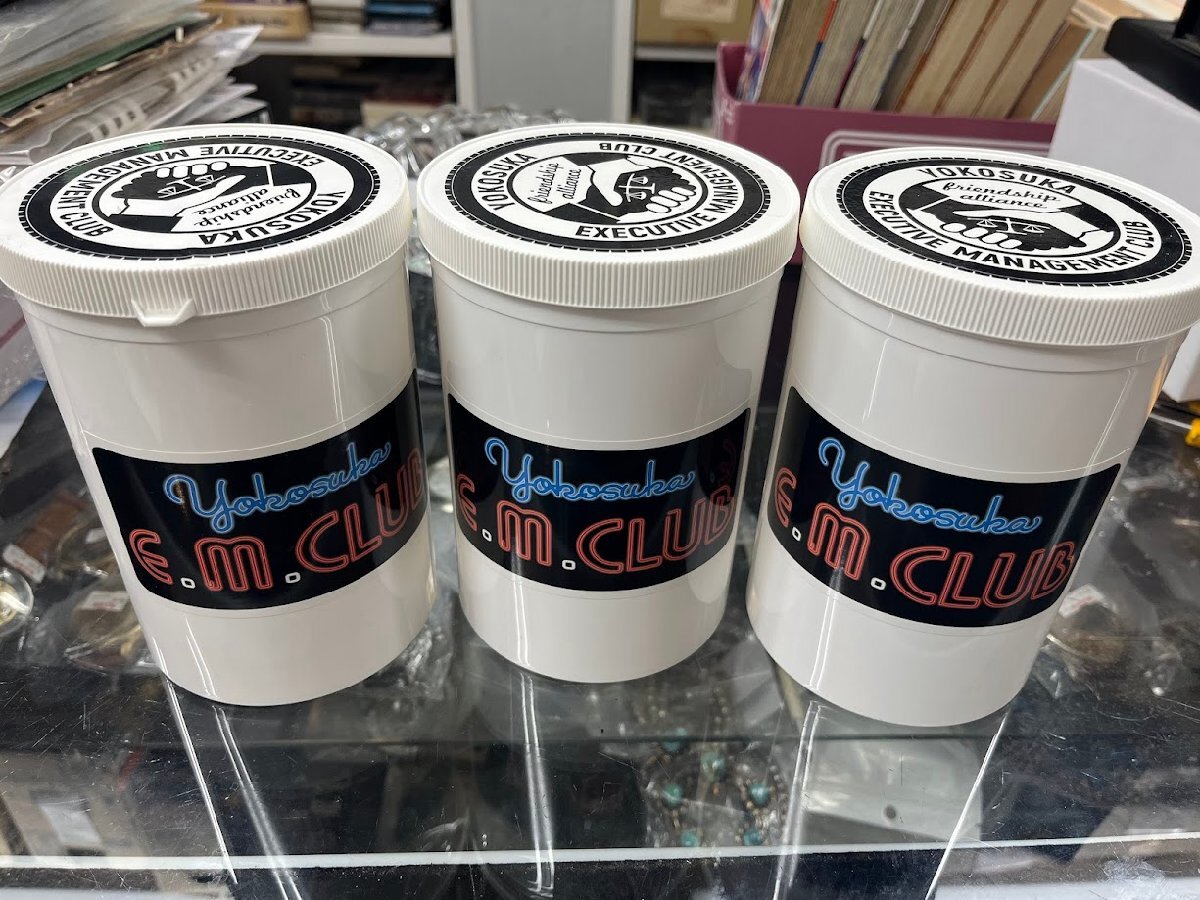 YOKOSUKA
EXECUTIVE MANAGEMENT CLUB
friendship
alliance
Yokosuka
E.M.CLUB
YOKOSUKA
EXECUTIVE MANAGEMENT CLUB
friendship
alliance
Yokosuka
E.M.CLUB
YOKOSUKA
EXECUTIVE MANAGEMENT CLUB
friendship
alliance
Yokosuka
E.M.CLUB